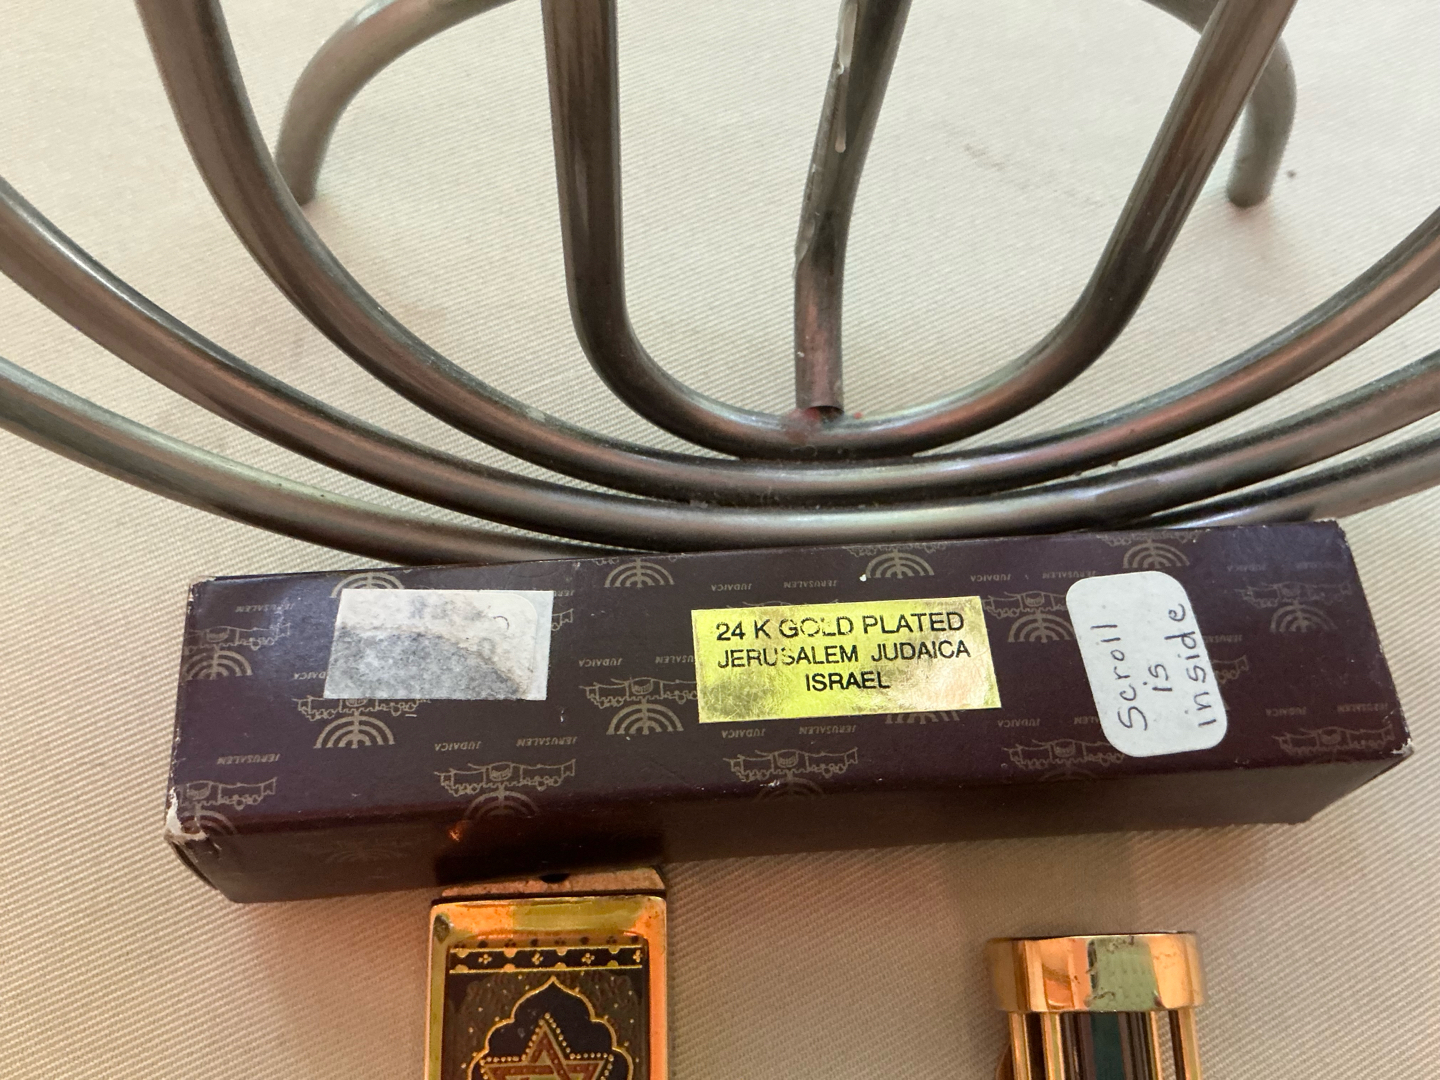 24 K GOLD PLATED
JERUSALEM JUDAICA
ISRAEL
Scroll
is
inside
JERUSALEM
JUDAICA